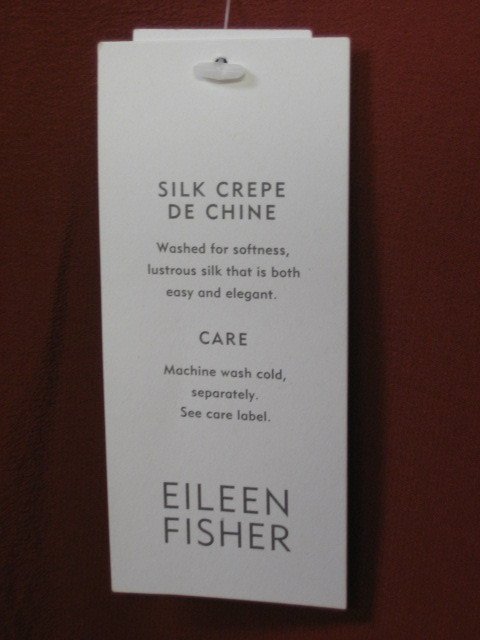 SILK CREPE
DE CHINE
Washed for softness,
lustrous silk that is both
easy and elegant.
CARE
Machine wash cold,
separately.
See care label.
EILEEN
FISHER